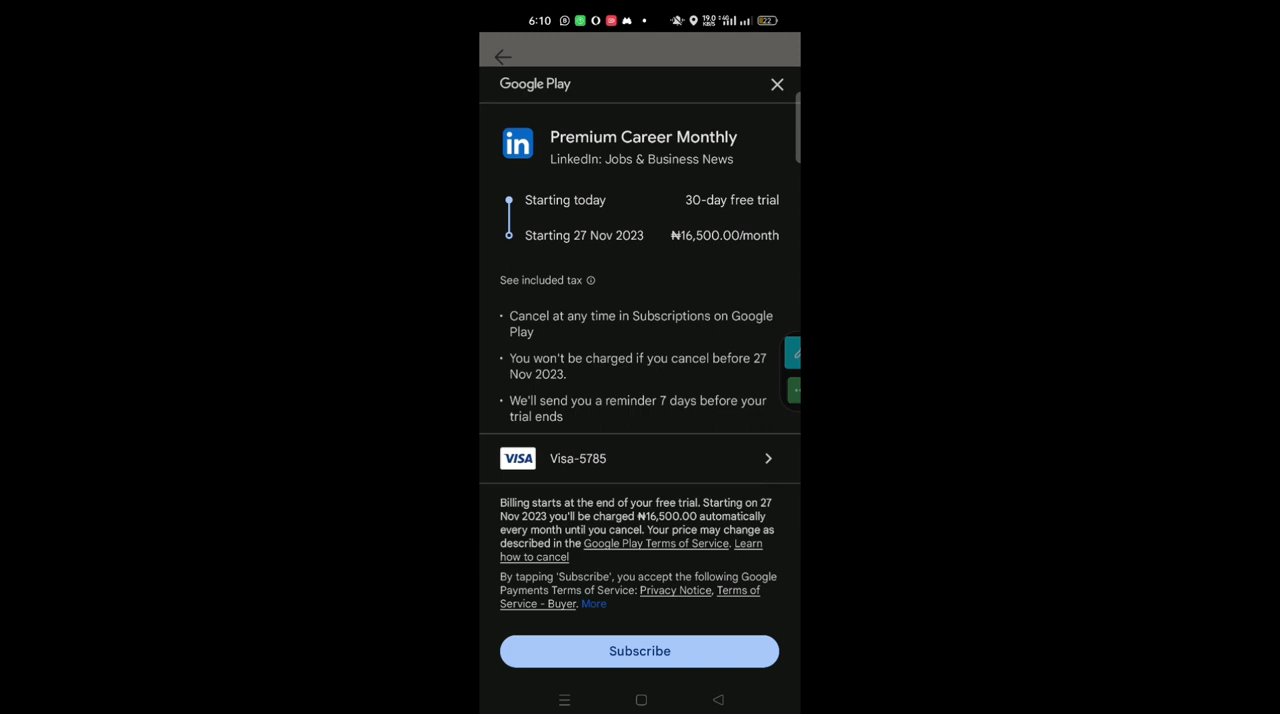 6:10
19.0
KB/S
4G
22
Google Play
in
Premium Career Monthly
LinkedIn: Jobs & Business News
Starting today
30-day free trial
Starting 27 Nov 2023
₦16,500.00/month
See included tax
• Cancel at any time in Subscriptions on Google
Play
• You won't be charged if you cancel before 27
Nov 2023.
• We'll send you a reminder 7 days before your
trial ends
VISA
Visa-5785
Billing starts at the end of your free trial. Starting on 27
Nov 2023 you'll be charged ₦16,500.00 automatically
every month until you cancel. Your price may change as
described in the Google Play Terms of Service. Learn
how to cancel
By tapping 'Subscribe', you accept the following Google
Payments Terms of Service: Privacy Notice, Terms of
Service - Buyer. More
Subscribe